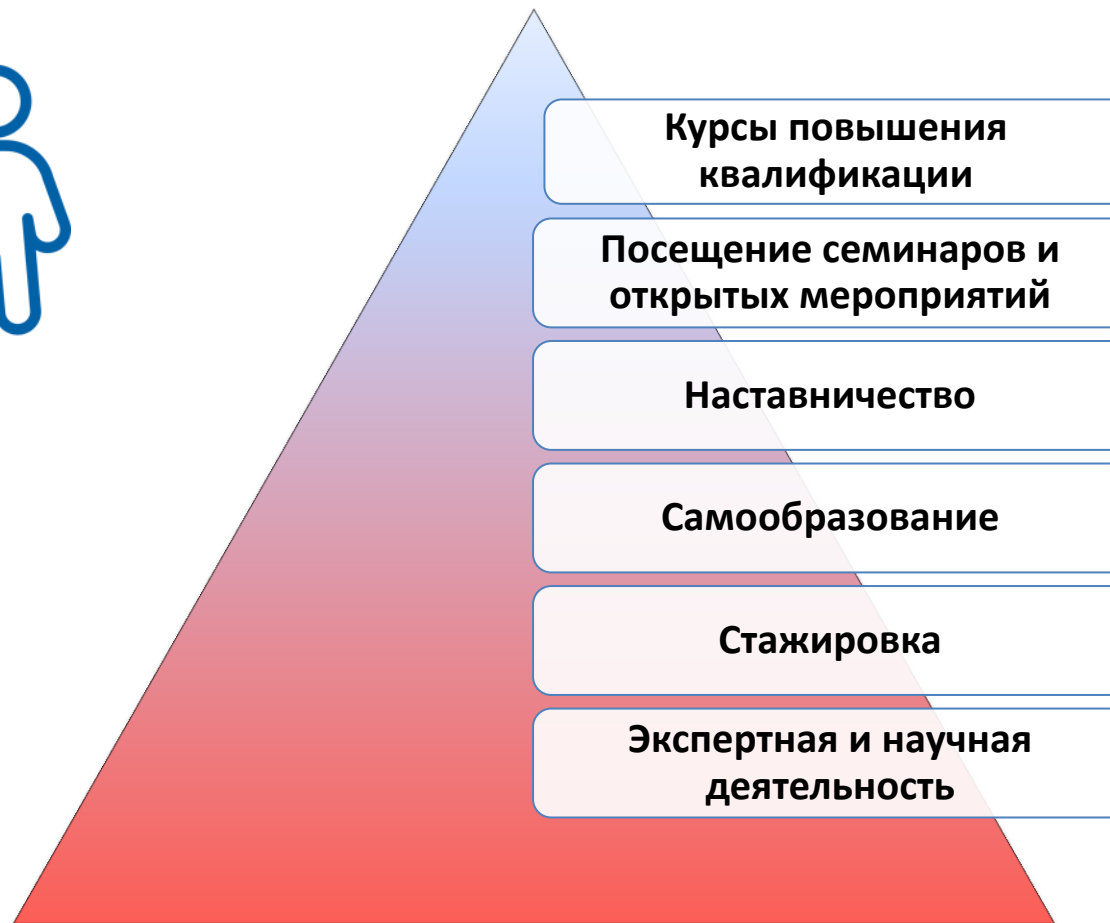 Курсы повышения
квалификации
Посещение семинаров и
открытых мероприятий
Наставничество
Самообразование
Стажировка
Экспертная и научная
деятельность